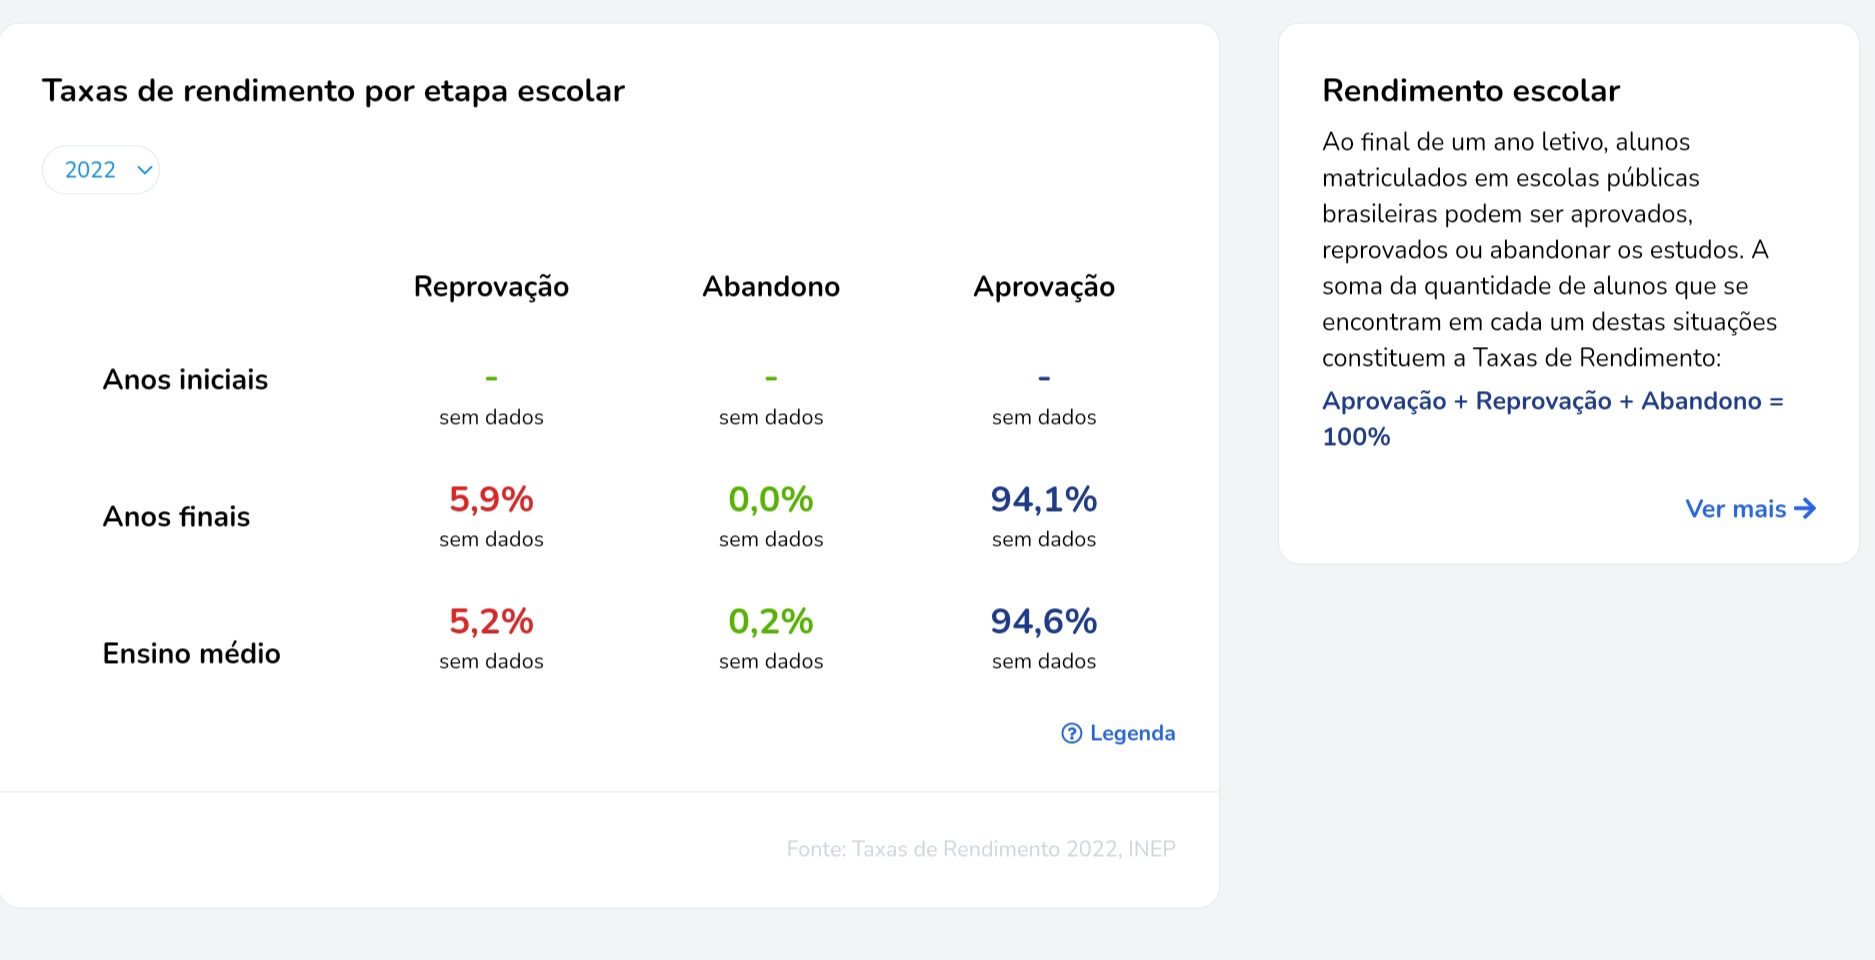 Taxas de rendimento por etapa escolar
2022
Reprovação Abandono Aprovação
Anos iniciais - - -
sem dados sem dados sem dados
Anos finais 5,9% 0,0% 94,1%
sem dados sem dados sem dados
Ensino médio 5,2% 0,2% 94,6%
sem dados sem dados sem dados
Legenda
Fonte: Taxas de Rendimento 2022, INEP
Rendimento escolar
Ao final de um ano letivo, alunos
matriculados em escolas públicas
brasileiras podem ser aprovados,
reprovados ou abandonar os estudos. A
soma da quantidade de alunos que se
encontram em cada um destas situações
constituem a Taxas de Rendimento:
Aprovação + Reprovação + Abandono =
100%
Ver mais